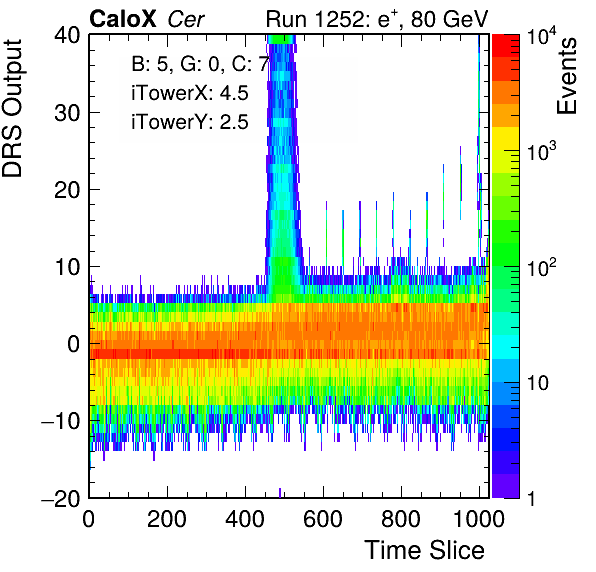 CaloX Cer Run 1252: e+, 80 GeV
B: 5, G: 0, C: 7
iTowerX: 4.5
iTowerY: 2.5
DRS Output
40
30
20
10
0
−10
−20
0 200 400 600 800 1000
Time Slice
Events
10^4
10^3
10^2
10
1